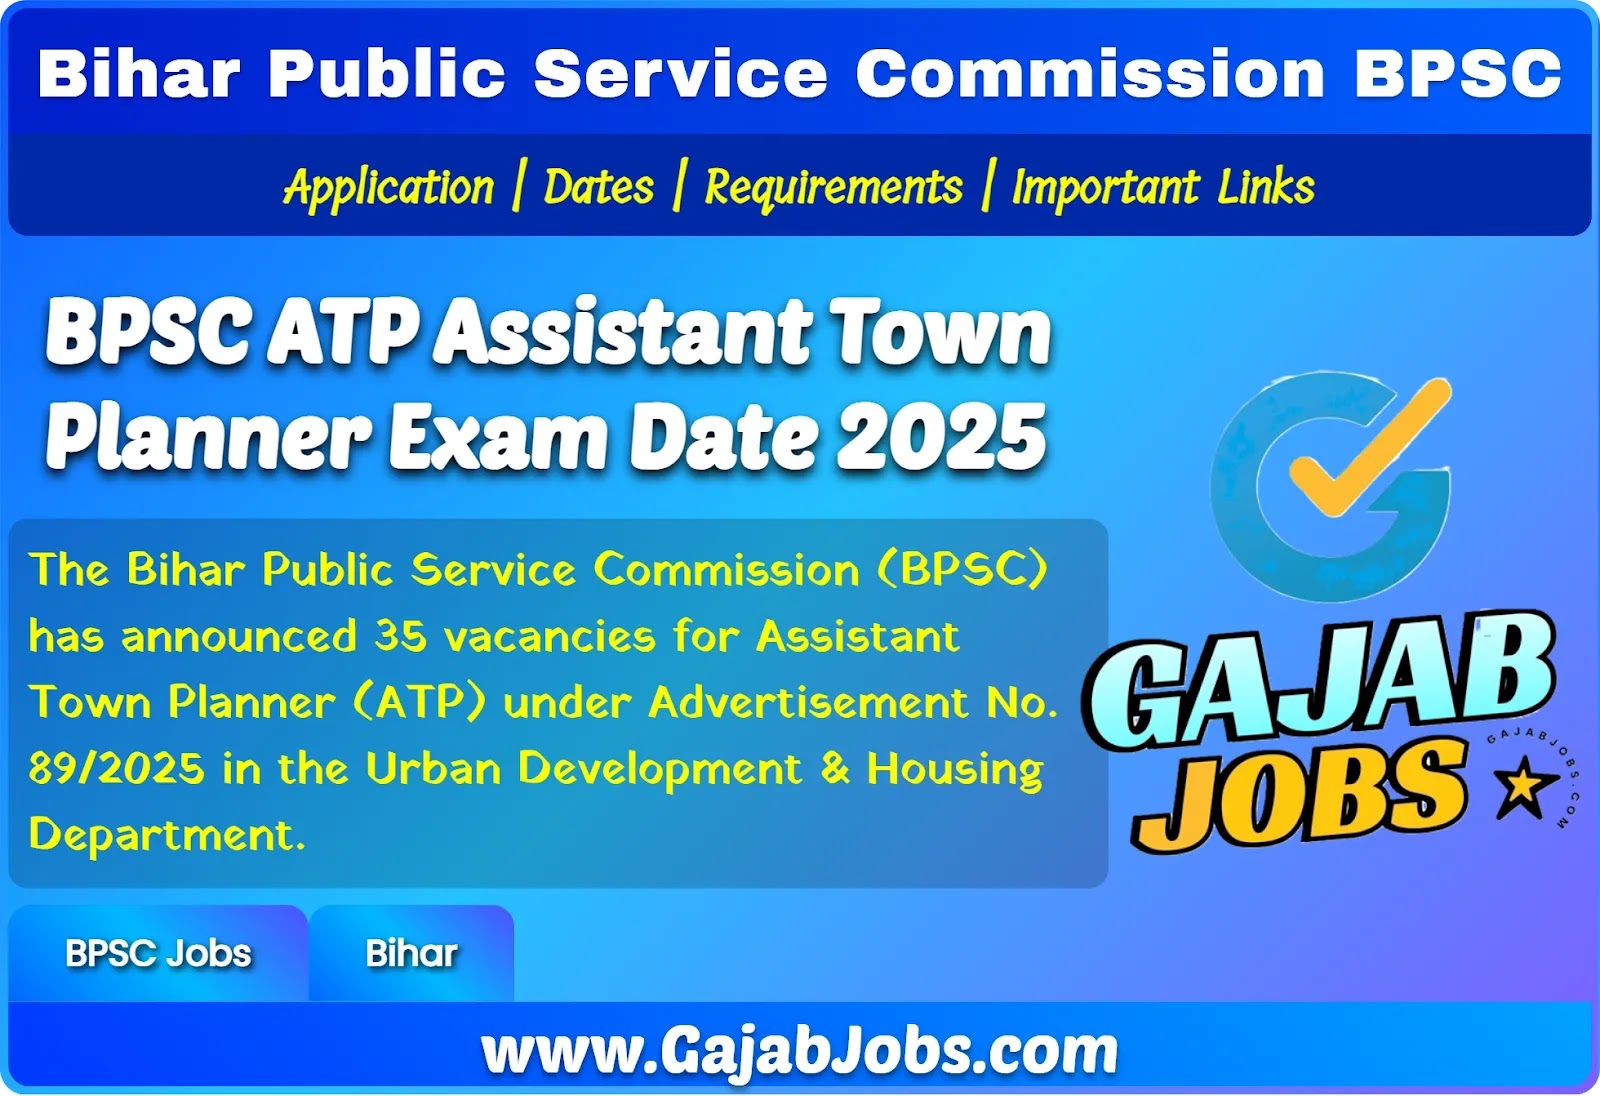 Bihar Public Service Commission BPSC
Application | Dates | Requirements | Important Links
BPSC ATP Assistant Town
Planner Exam Date 2025
The Bihar Public Service Commission (BPSC)
has announced 35 vacancies for Assistant
Town Planner (ATP) under Advertisement No.
89/2025 in the Urban Development & Housing
Department.
GAJAB
JOBS
GAJABJOBS.COM
BPSC Jobs
Bihar
www.GajabJobs.com